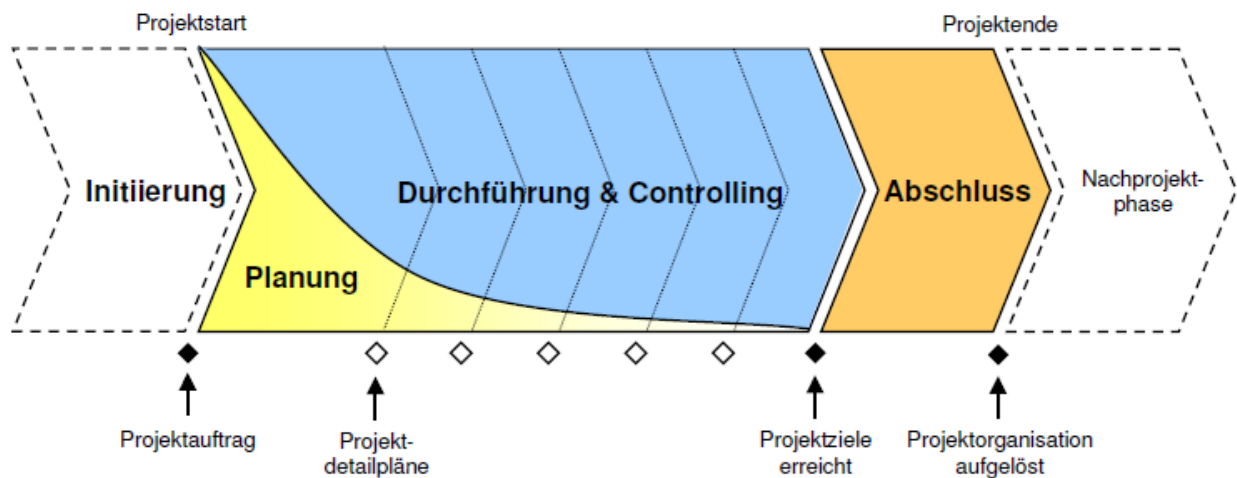 Projektstart
Projektende
Initiierung
Planung
Durchführung & Controlling
Abschluss
Nachprojekt-
phase
Projektauftrag
Projekt-
detailpläne
Projektziele
erreicht
Projektorganisation
aufgelöst